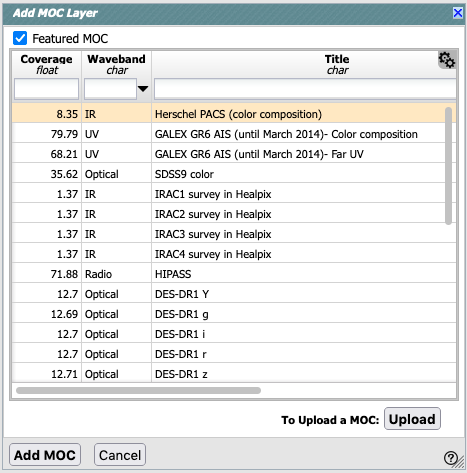 Add MOC Layer
Featured MOC
Coverage Waveband Title
float char char
8.35 IR Herschel PACS (color composition)
79.79 UV GALEX GR6 AIS (until March 2014)- Color composition
68.21 UV GALEX GR6 AIS (until March 2014)- Far UV
35.62 Optical SDSS9 color
1.37 IR IRAC1 survey in Healpix
1.37 IR IRAC2 survey in Healpix
1.37 IR IRAC3 survey in Healpix
1.37 IR IRAC4 survey in Healpix
71.88 Radio HIPASS
12.7 Optical DES-DR1 Y
12.69 Optical DES-DR1 g
12.7 Optical DES-DR1 i
12.7 Optical DES-DR1 r
12.71 Optical DES-DR1 z
To Upload a MOC: Upload
Add MOC Cancel ?